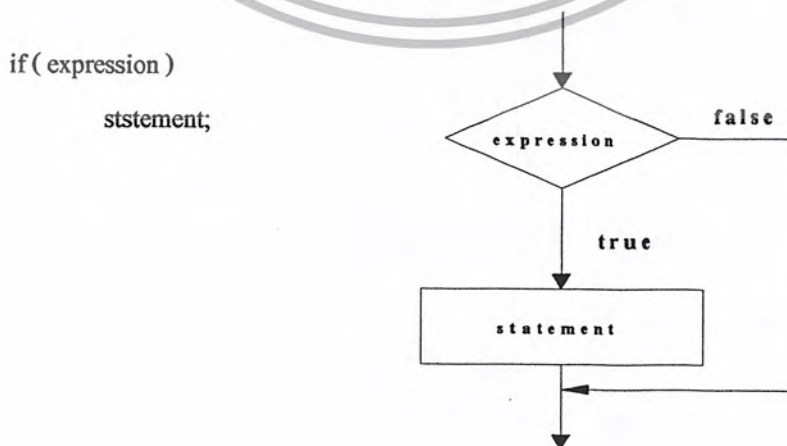 if ( expression )
ststement;
expression
false
true
statement